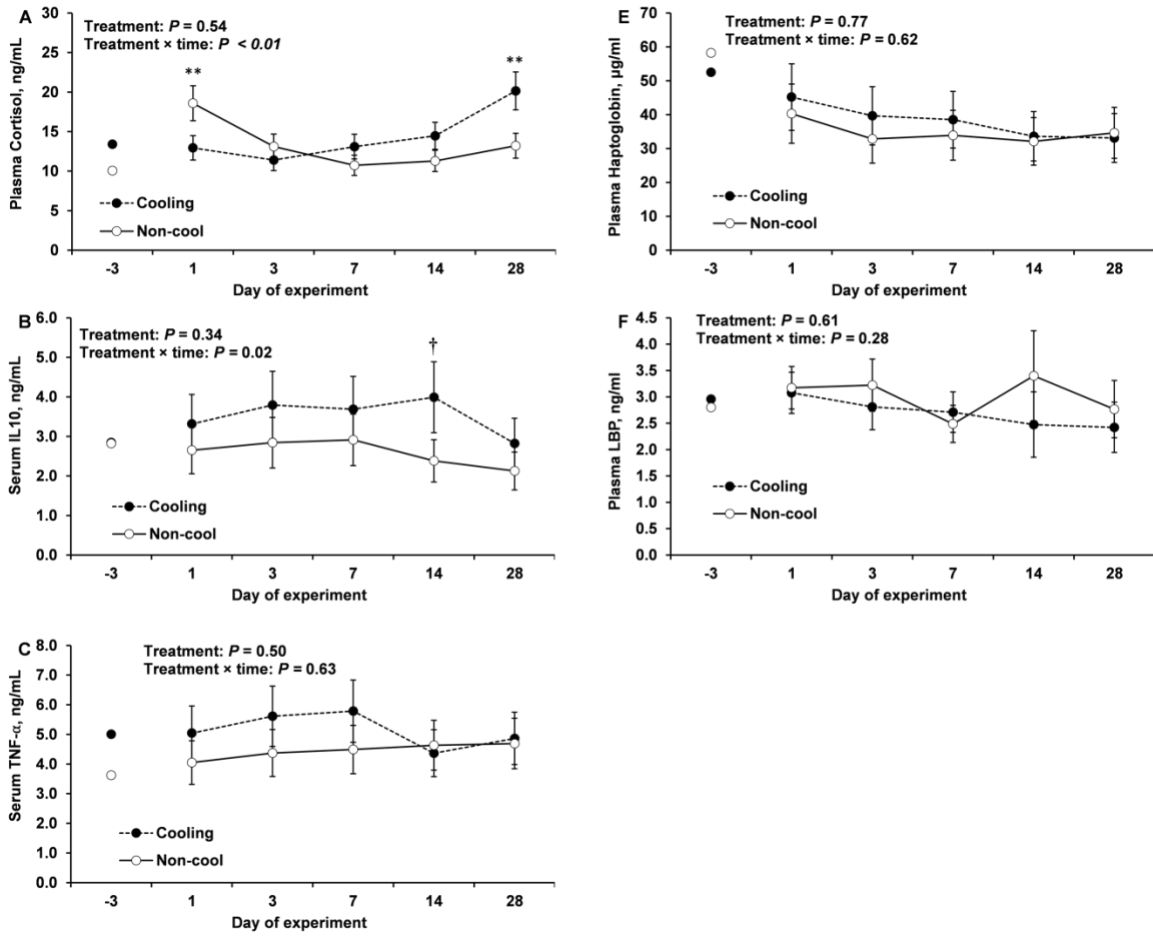 A
Treatment: P = 0.54
Treatment × time: P < 0.01
**
**
Plasma Cortisol, ng/mL
30
25
20
15
10
5
0
Cooling
Non-cool
-3 1 3 7 14 28
Day of experiment
B
Treatment: P = 0.34
Treatment × time: P = 0.02
†
Serum IL10, ng/mL
6.0
5.0
4.0
3.0
2.0
1.0
0.0
Cooling
Non-cool
-3 1 3 7 14 28
Day of experiment
C
Treatment: P = 0.50
Treatment × time: P = 0.63
Serum TNF-α, ng/mL
8.0
7.0
6.0
5.0
4.0
3.0
2.0
1.0
0.0
Cooling
Non-cool
-3 1 3 7 14 28
Day of experiment
E
Treatment: P = 0.77
Treatment × time: P = 0.62
Plasma Haptoglobin, µg/ml
70
60
50
40
30
20
10
0
Cooling
Non-cool
-3 1 3 7 14 28
Day of experiment
F
Treatment: P = 0.61
Treatment × time: P = 0.28
Plasma LBP, ng/ml
4.5
4.0
3.5
3.0
2.5
2.0
1.5
1.0
0.5
0.0
Cooling
Non-cool
-3 1 3 7 14 28
Day of experiment